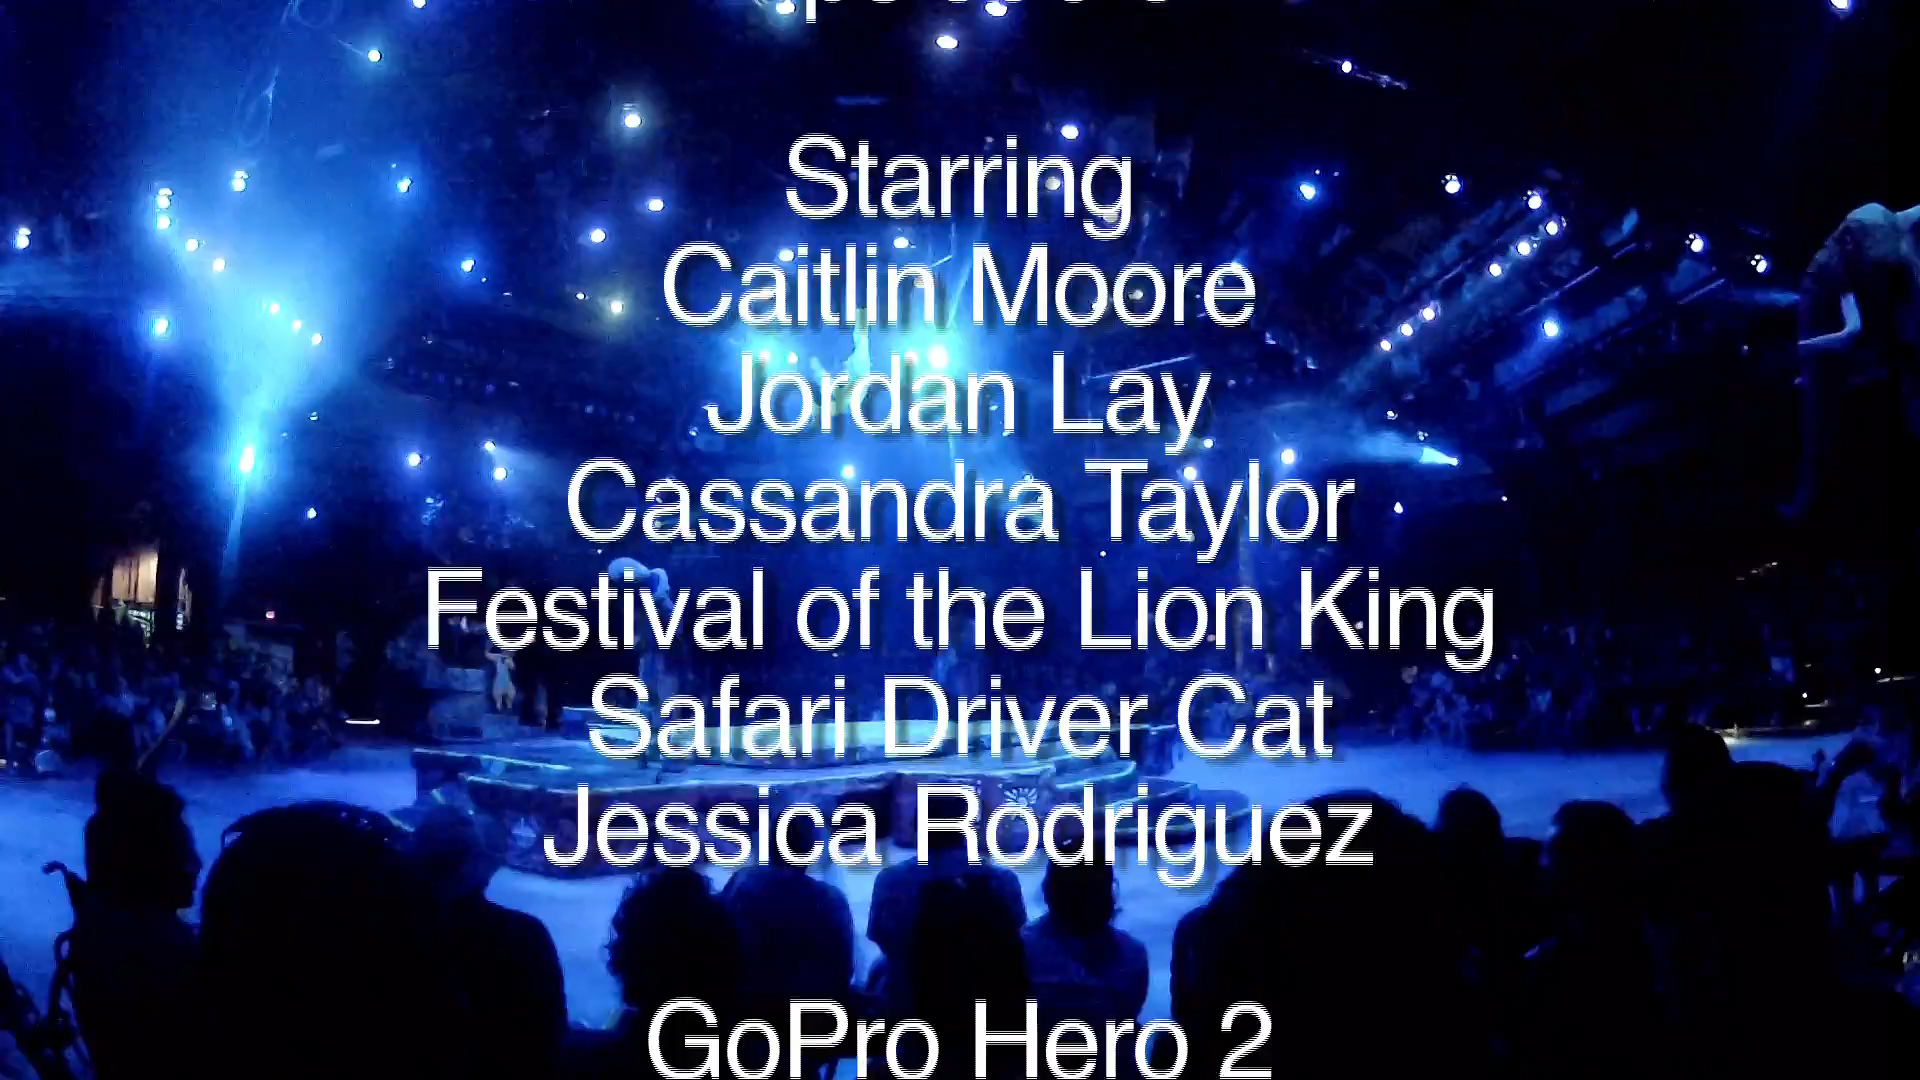 Starring
Caitlin Moore
Jordan Lay
Cassandra Taylor
Festival of the Lion King
Safari Driver Cat
Jessica Rodriguez
GoPro Hero 2